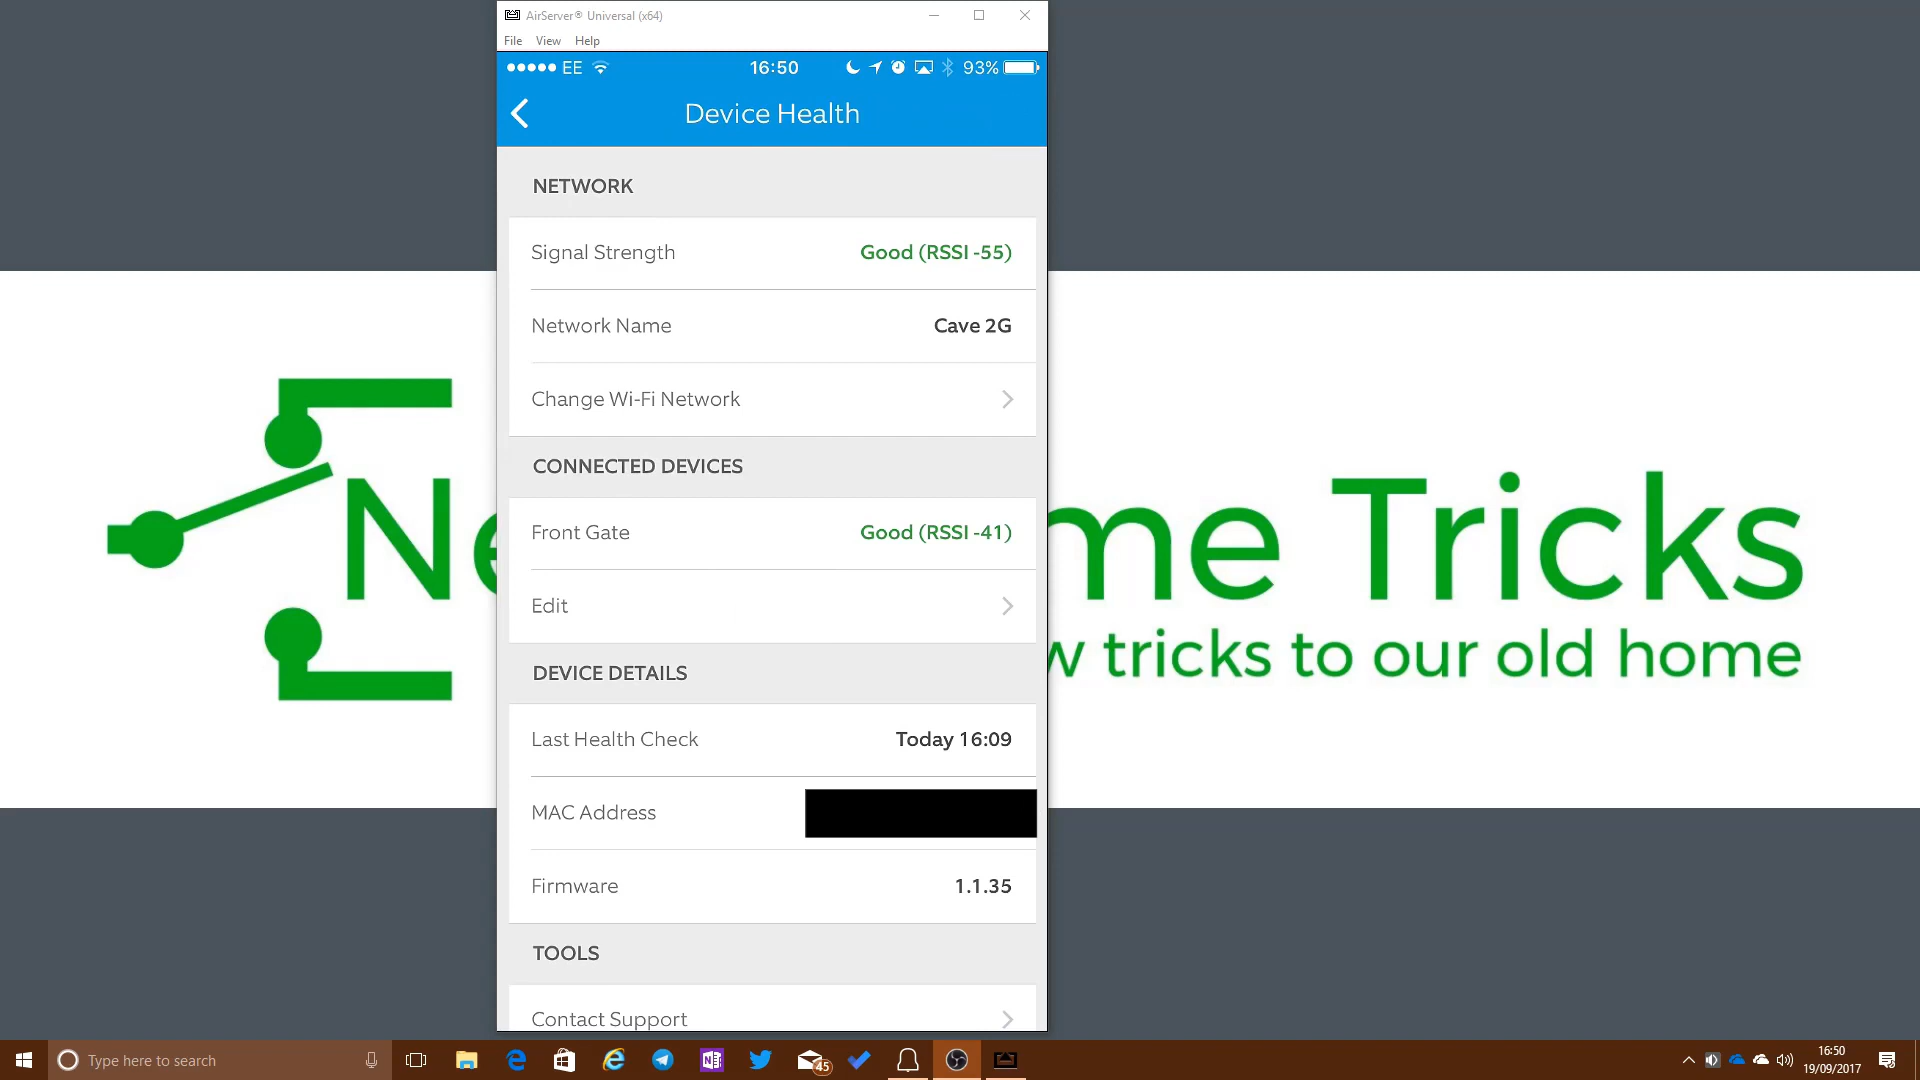 AirServer® Universal (x64)
File View Help
EE 16:50 93%
Device Health
NETWORK
Signal Strength Good (RSSI -55)
Network Name Cave 2G
Change Wi-Fi Network
CONNECTED DEVICES
Front Gate Good (RSSI -41)
Edit
DEVICE DETAILS
Last Health Check Today 16:09
MAC Address
Firmware 1.1.35
TOOLS
Contact Support
Ne me Tricks
w tricks to our old home
Type here to search
45
16:50
19/09/2017